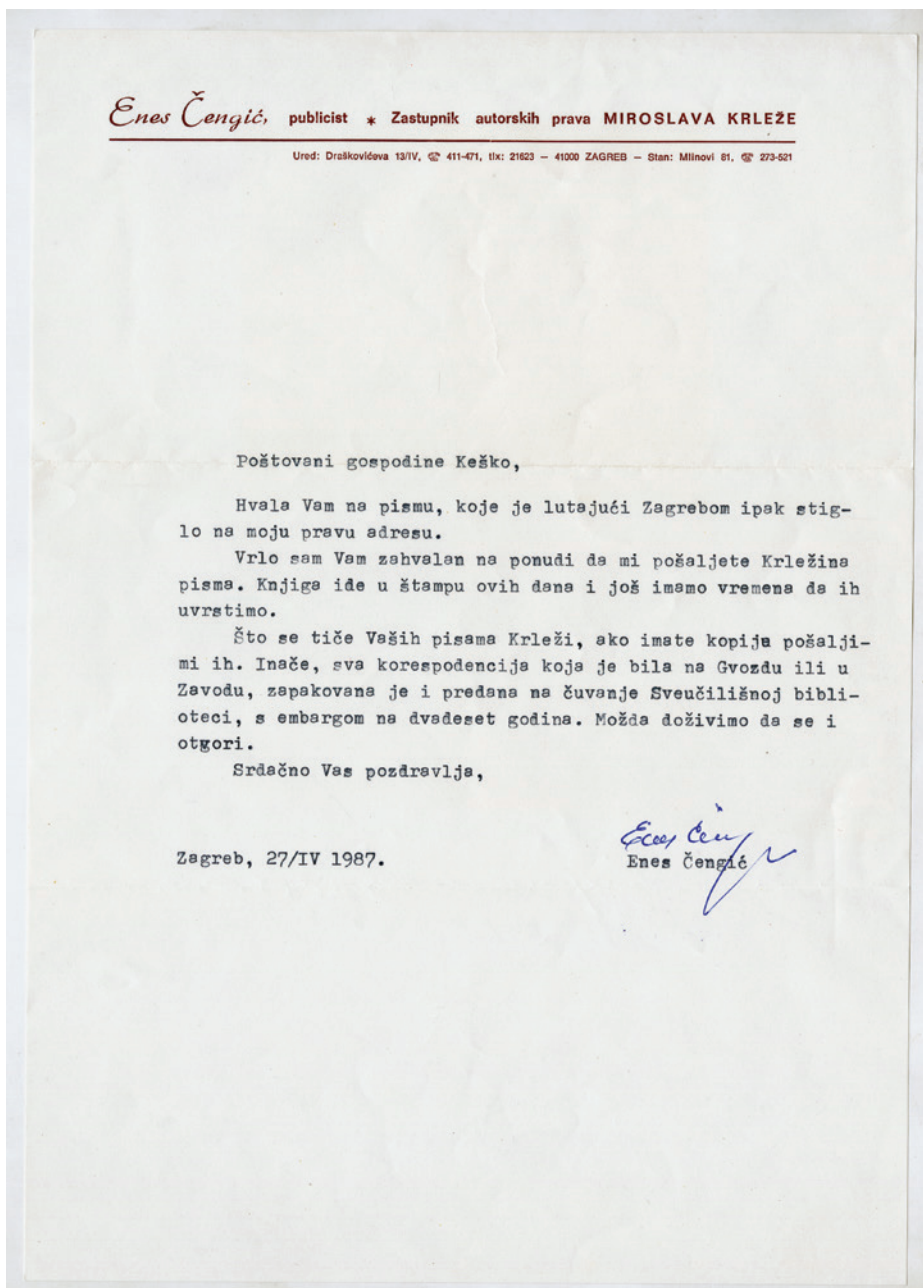 Enes Čengić, publicist * Zastupnik autorskih prava MIROSLAVA KRLEŽE
Ured: Draškovićeva 13/IV, ☎ 411-471, tlx: 21623 — 41000 ZAGREB — Stan: Mlinovi 81, ☎ 273-521
Poštovani gospodine Keško,
Hvala Vam na pismu, koje je lutajući Zagrebom ipak stig-
lo na moju pravu adresu.
Vrlo sam Vam zahvalan na ponudi da mi pošaljete Krležina
pisma. Knjiga ide u štampu ovih dana i još imamo vremena da ih
uvrstimo.
Što se tiče Vaših pisama Krleži, ako imate kopija pošalji-
mi ih. Inače, sva korespodencija koja je bila na Gvozdu ili u
Zavodu, zapakovana je i predana na čuvanje Sveučilišnoj bibli-
oteci, s embargom na dvadeset godina. Možda doživimo da se i
otgori.
Srdačno Vas pozdravlja,
Enes Čen
Zagreb, 27/IV 1987.
Enes Čengić